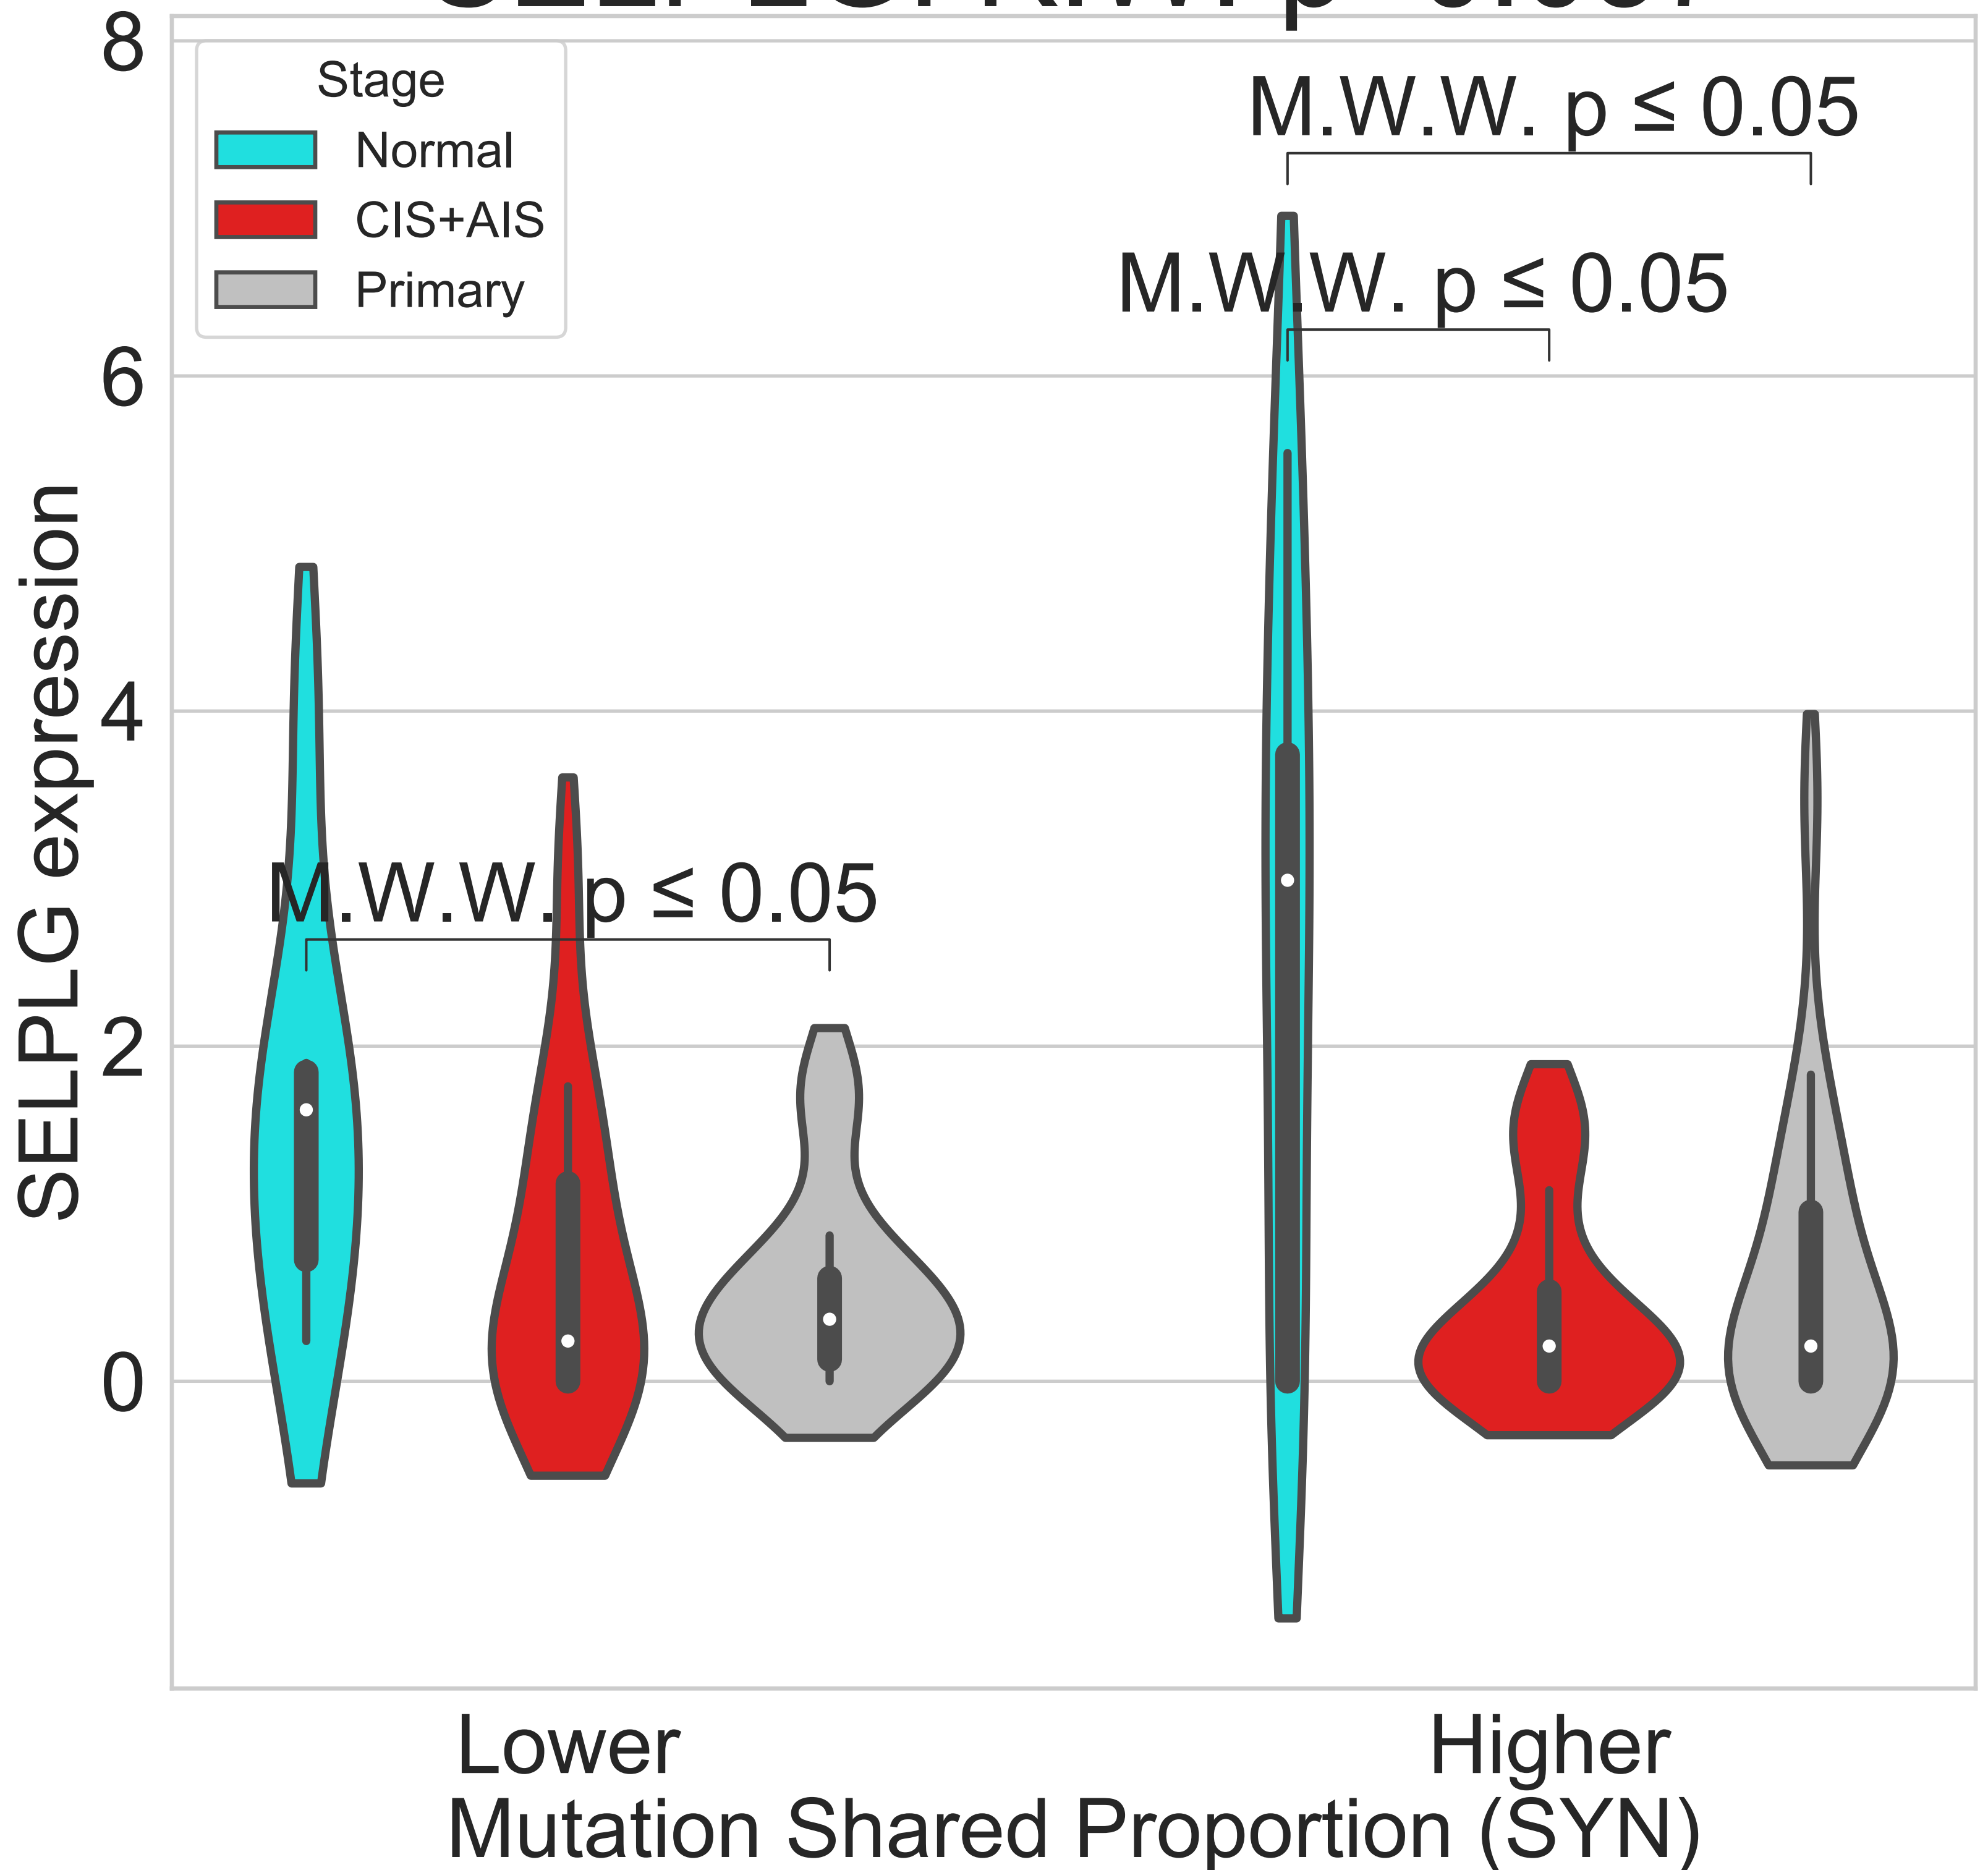 8
Stage
Normal
CIS+AIS
Primary
M.W.W. p ≤ 0.05
M.W.W. p ≤ 0.05
6
4
M.W.W. p ≤ 0.05
2
0
SELPLG expression
Lower
Higher
Mutation Shared Proportion (SYN)